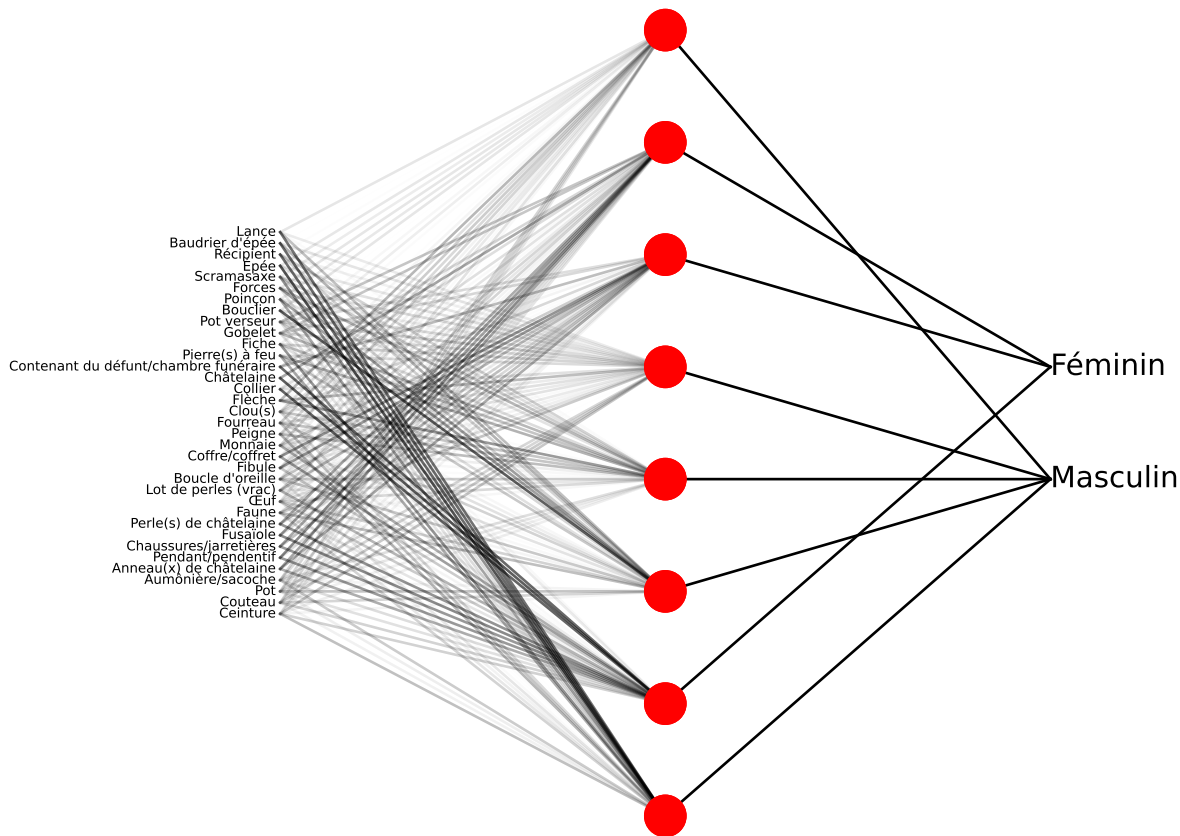 Lance
Baudrier d'épée
Récipient
Épée
Scramasaxe
Forces
Poinçon
Bouclier
Pot verseur
Gobelet
Fiche
Pierre(s) à feu
Contenant du défunt/chambre funéraire
Châtelaine
Collier
Flèche
Clou(s)
Fourreau
Peigne
Monnaie
Coffre/coffret
Fibule
Boucle d'oreille
Lot de perles (vrac)
Œuf
Faune
Perle(s) de châtelaine
Fusaïole
Chaussures/jarretières
Pendant/pendentif
Anneau(x) de châtelaine
Aumônière/sacoche
Pot
Couteau
Ceinture
Féminin
Masculin